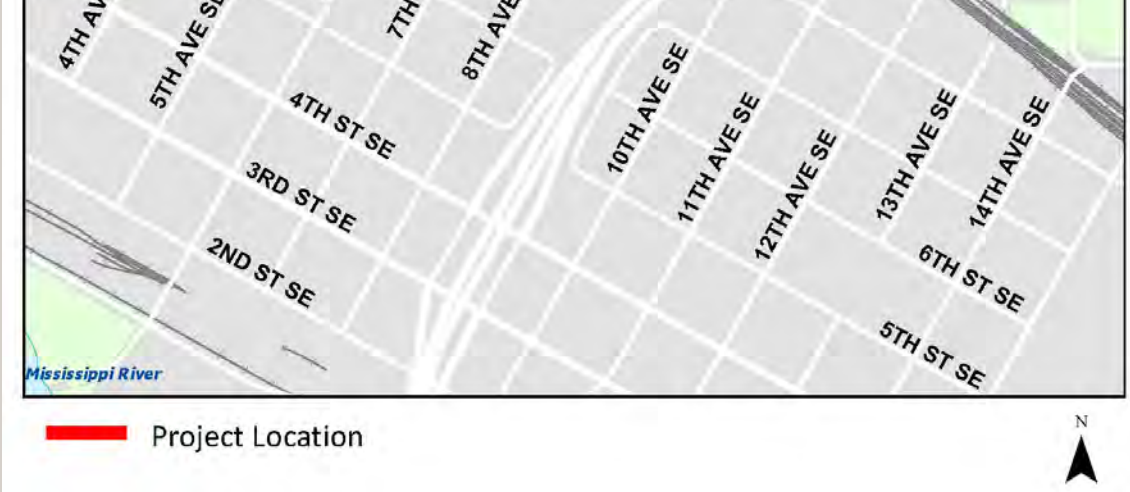 4TH AV
5TH AVE SE
7TH
8TH AVE
4TH ST SE
3RD ST SE
2ND ST SE
10TH AVE SE
11TH AVE SE
12TH AVE SE
13TH AVE SE
14TH AVE SE
6TH ST SE
5TH ST SE
Mississippi River
Project Location
N